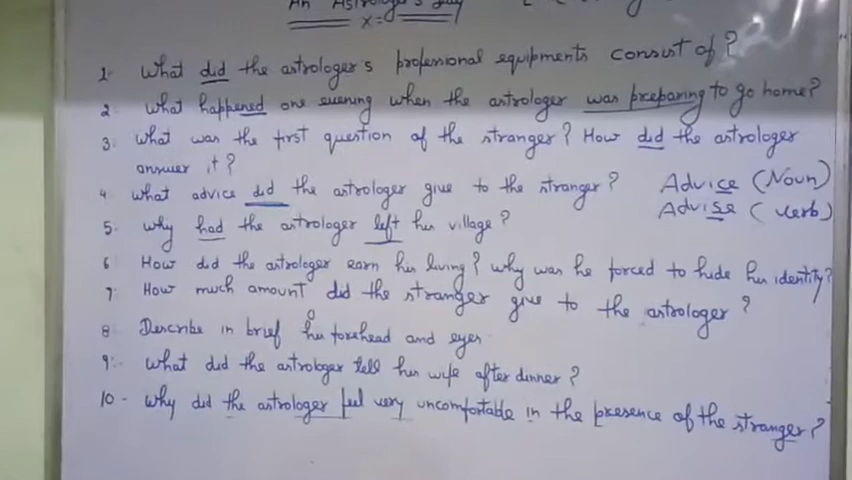 An Astrologer's Day
x
1. What did the astrologer s professional equipments consist of?
2. What happened one evening when the astrologer was preparing to go home?
3. What was the first question of the stranger? How did the astrologer
answer it?
4. What advice did the astrologer give to the stranger? Advice (Noun)
Advise (verb)
5. Why had the astrologer left his village?
6 How did the astrologer earn his living? Why was he forced to hide his identity?
7. How much amount did the stranger give to the astrologer?
8 Describe in brief his forehead and eyes
9.- What did the astrologer tell his wife after dinner?
10 - Why did the astrologer feel very uncomfortable in the presence of the stranger?